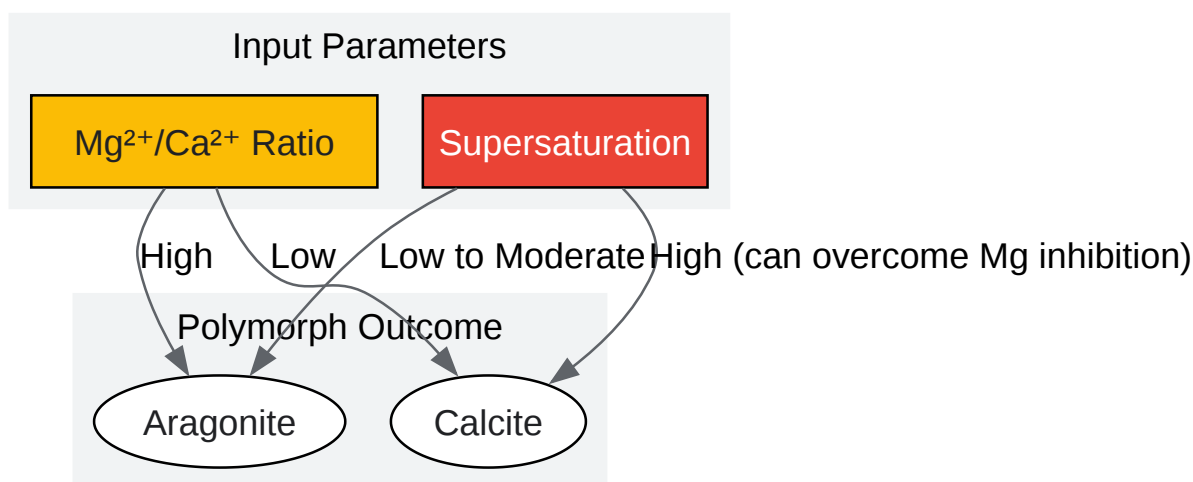 Input Parameters
Mg²⁺/Ca²⁺ Ratio
Supersaturation
High
Low
Low to Moderate
High (can overcome Mg inhibition)
Polymorph Outcome
Aragonite
Calcite